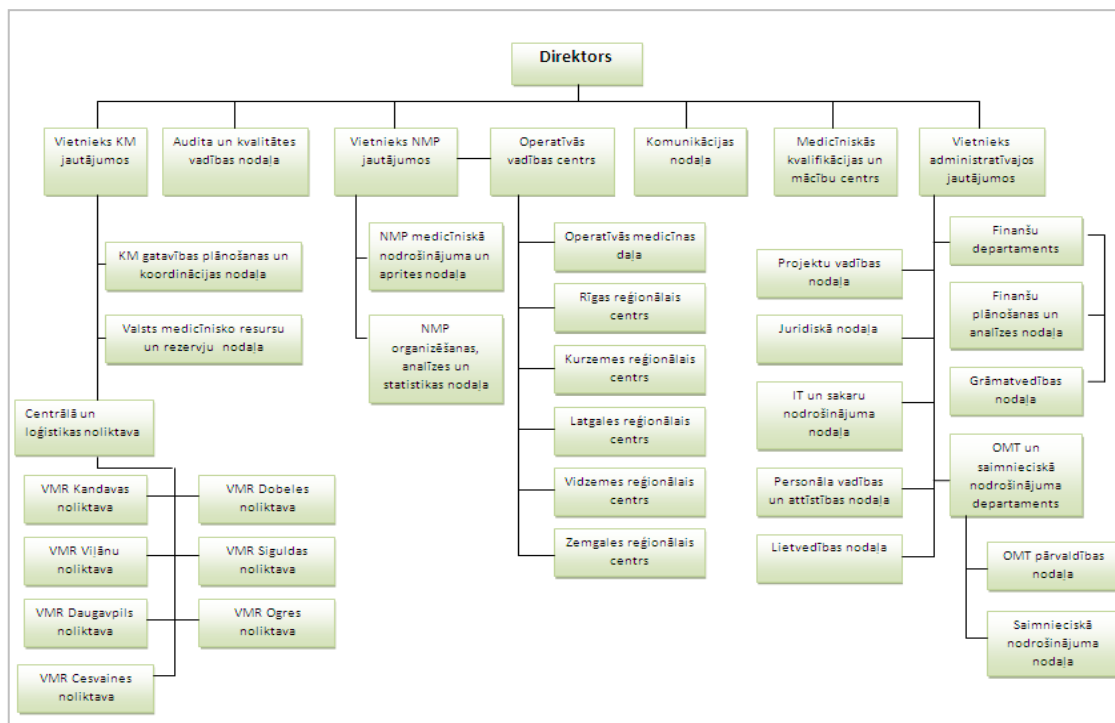 Direktors
Vietnieks KM
jautājumos
Audita un kvalitātes
vadības nodaļa
Vietnieks NMP
jautājumos
Operatīvās
vadības centrs
Komunikācijas
nodaļa
Medicīniskās
kvalifikācijas un
mācību centrs
Vietnieks
administratīvajos
jautājumos
KM gatavības plānošanas un
koordinācijas nodaļa
Valsts medicīnisko resursu
un rezervju nodaļa
Centrālā un
loģistikas noliktava
VMR Kandavas
noliktava
VMR Dobeles
noliktava
VMR Viļānu
noliktava
VMR Siguldas
noliktava
VMR Daugavpils
noliktava
VMR Ogres
noliktava
VMR Cesvaines
noliktava
NMP medicīniskā
nodrošinājuma un
aprites nodaļa
NMP
organizēšanas,
analīzes un
statistikas nodaļa
Operatīvās medicīnas
daļa
Rīgas reģionālais
centrs
Kurzemes reģionālais
centrs
Latgales reģionālais
centrs
Vidzemes reģionālais
centrs
Zemgales reģionālais
centrs
Projektu vadības
nodaļa
Juridiskā nodaļa
IT un sakaru
nodrošinājuma
nodaļa
Personāla vadības
un attīstības nodaļa
Lietvedības nodaļa
Finanšu
departaments
Finanšu
plānošanas un
analīzes nodaļa
Grāmatvedības
nodaļa
OMT un
saimnieciskā
nodrošinājuma
departaments
OMT pārvaldības
nodaļa
Saimnieciskā
nodrošinājuma
nodaļa